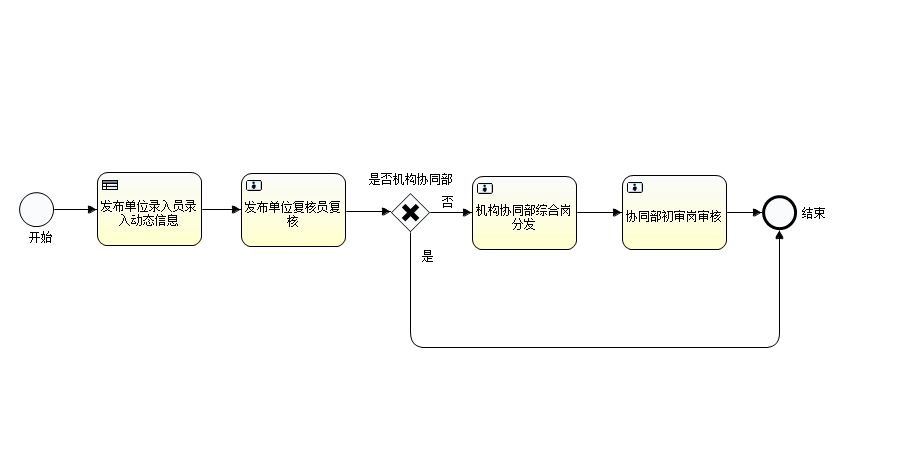 开始
发布单位录入员录
入动态信息
发布单位复核员复
核
是否机构协同部
否
是
机构协同部综合岗
分发
协同部初审岗审核
结束